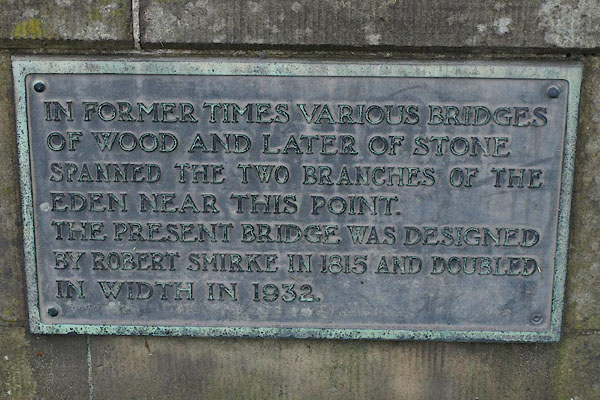 IN FORMER TIMES VARIOUS BRIDGES
OF WOOD AND LATER OF STONE
SPANNED THE TWO BRANCHES OF THE
EDEN NEAR THIS POINT.
THE PRESENT BRIDGE WAS DESIGNED
BY ROBERT SMIRKE IN 1815 AND DOUBLED
IN WIDTH IN 1932.